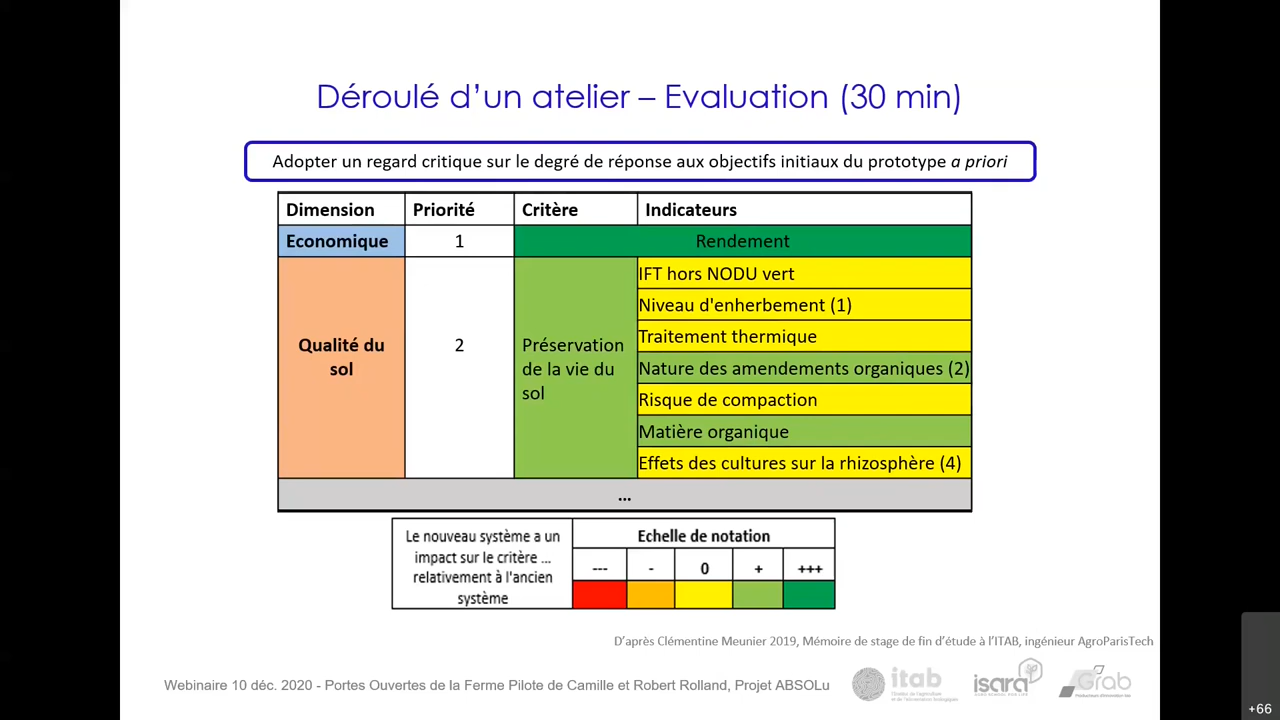 Déroulé d'un atelier – Evaluation (30 min)
Adopter un regard critique sur le degré de réponse aux objectifs initiaux du prototype a priori
Dimension Priorité Critère Indicateurs
Economique 1 Rendement
IFT hors NODU vert
Niveau d'enherbement (1)
Traitement thermique
Qualité du sol 2 Préservation de la vie du sol
Nature des amendements organiques (2)
Risque de compaction
Matière organique
Effets des cultures sur la rhizosphère (4)
...
Le nouveau système a un
impact sur le critère ...
relativement à l'ancien
système
Echelle de notation
--- - 0 + +++
D'après Clémentine Meunier 2019, Mémoire de stage de fin d'étude à l'ITAB, ingénieur AgroParisTech
Webinaire 10 déc. 2020 - Portes Ouvertes de la Ferme Pilote de Camille et Robert Rolland, Projet ABSOLu
itab
isara
Grab
+66